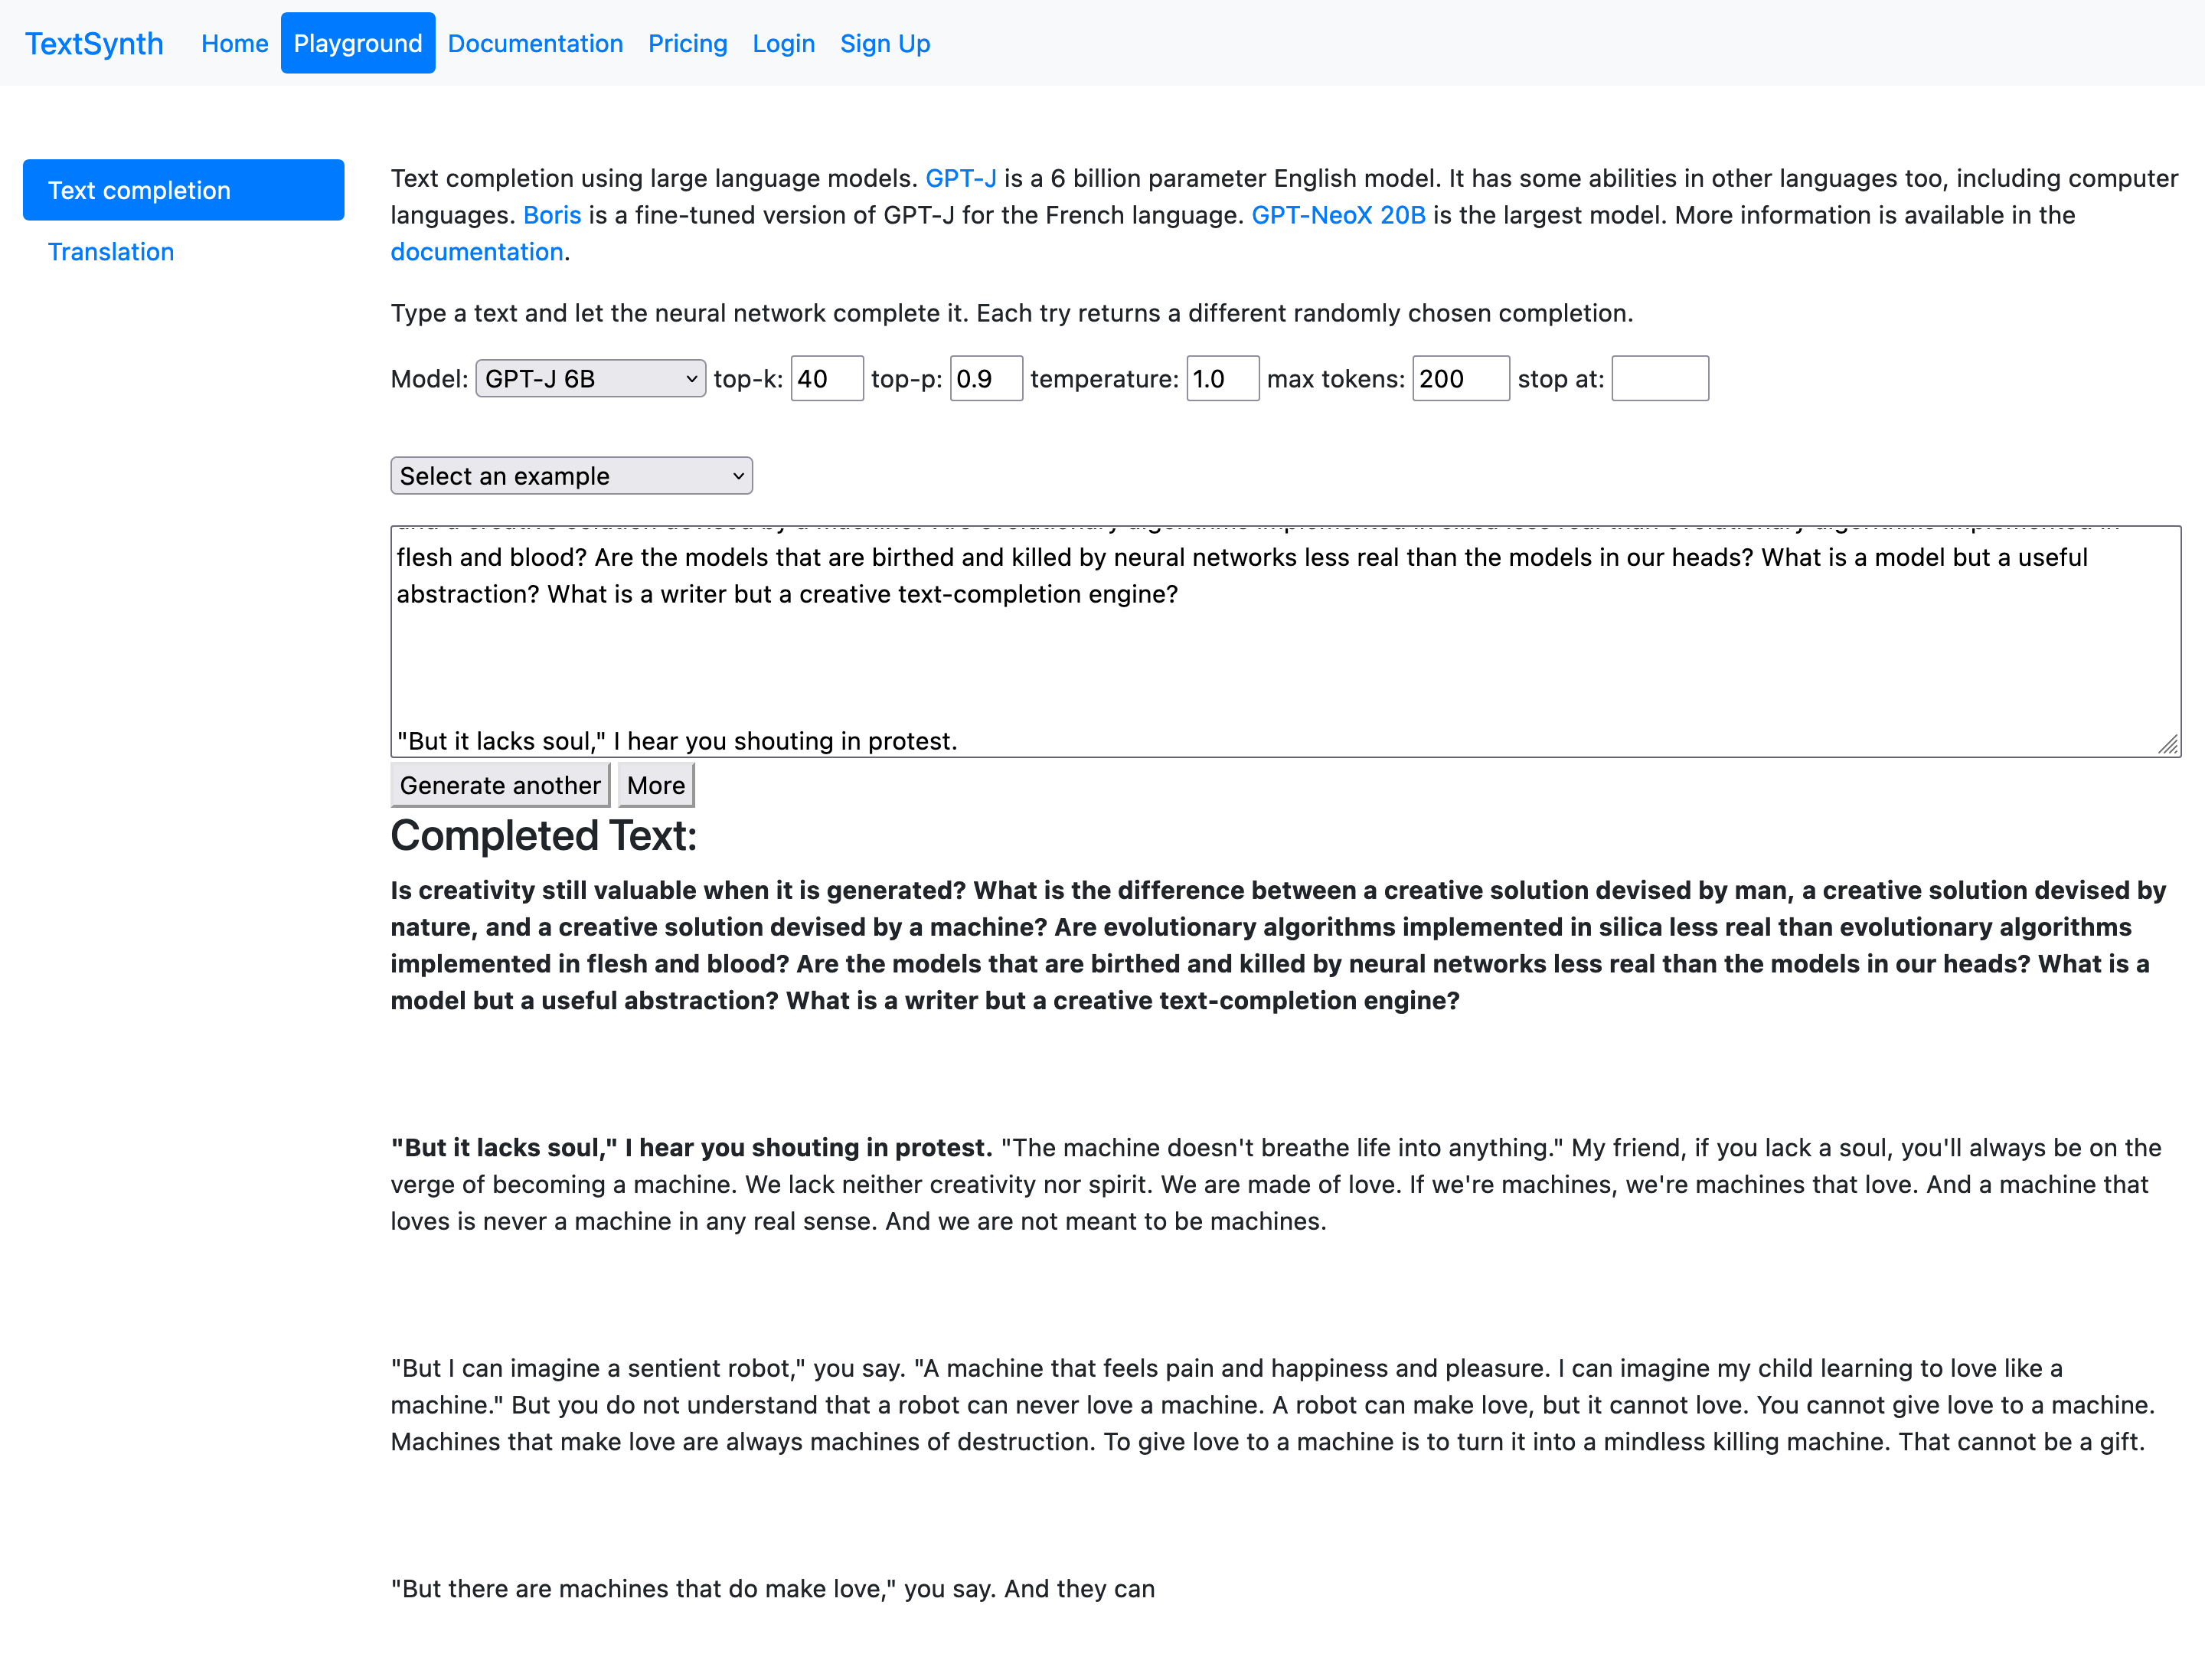 TextSynth Home Playground Documentation Pricing Login Sign Up
Text completion
Translation
Text completion using large language models. GPT-J is a 6 billion parameter English model. It has some abilities in other languages too, including computer
languages. Boris is a fine-tuned version of GPT-J for the French language. GPT-NeoX 20B is the largest model. More information is available in the
documentation.
Type a text and let the neural network complete it. Each try returns a different randomly chosen completion.
Model: GPT-J 6B top-k: 40 top-p: 0.9 temperature: 1.0 max tokens: 200 stop at:
Select an example
and a creative solution devised by a machine? Are evolutionary algorithms implemented in silica less real than evolutionary algorithms implemented in
flesh and blood? Are the models that are birthed and killed by neural networks less real than the models in our heads? What is a model but a useful
abstraction? What is a writer but a creative text-completion engine?
"But it lacks soul," I hear you shouting in protest.
Generate another More
Completed Text:
Is creativity still valuable when it is generated? What is the difference between a creative solution devised by man, a creative solution devised by
nature, and a creative solution devised by a machine? Are evolutionary algorithms implemented in silica less real than evolutionary algorithms
implemented in flesh and blood? Are the models that are birthed and killed by neural networks less real than the models in our heads? What is a
model but a useful abstraction? What is a writer but a creative text-completion engine?
"But it lacks soul," I hear you shouting in protest. "The machine doesn't breathe life into anything." My friend, if you lack a soul, you'll always be on the
verge of becoming a machine. We lack neither creativity nor spirit. We are made of love. If we're machines, we're machines that love. And a machine that
loves is never a machine in any real sense. And we are not meant to be machines.
"But I can imagine a sentient robot," you say. "A machine that feels pain and happiness and pleasure. I can imagine my child learning to love like a
machine." But you do not understand that a robot can never love a machine. A robot can make love, but it cannot love. You cannot give love to a machine.
Machines that make love are always machines of destruction. To give love to a machine is to turn it into a mindless killing machine. That cannot be a gift.
"But there are machines that do make love," you say. And they can